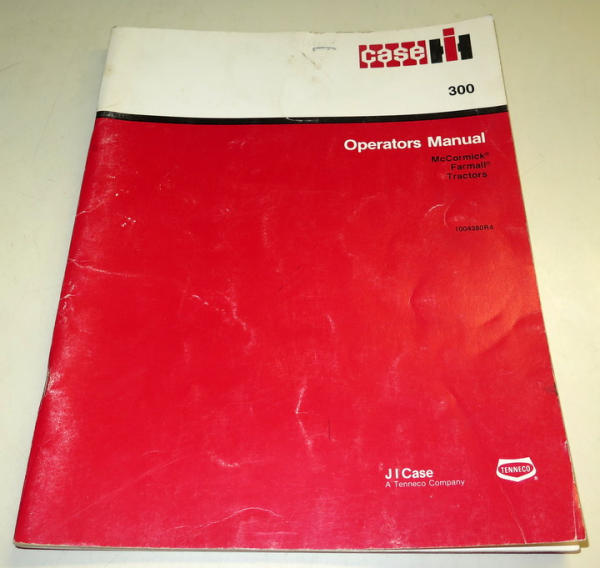 case IH
300
Operators Manual
McCormick®
Farmall®
Tractors
1004380R4
J I Case
A Tenneco Company
TENNECO ®